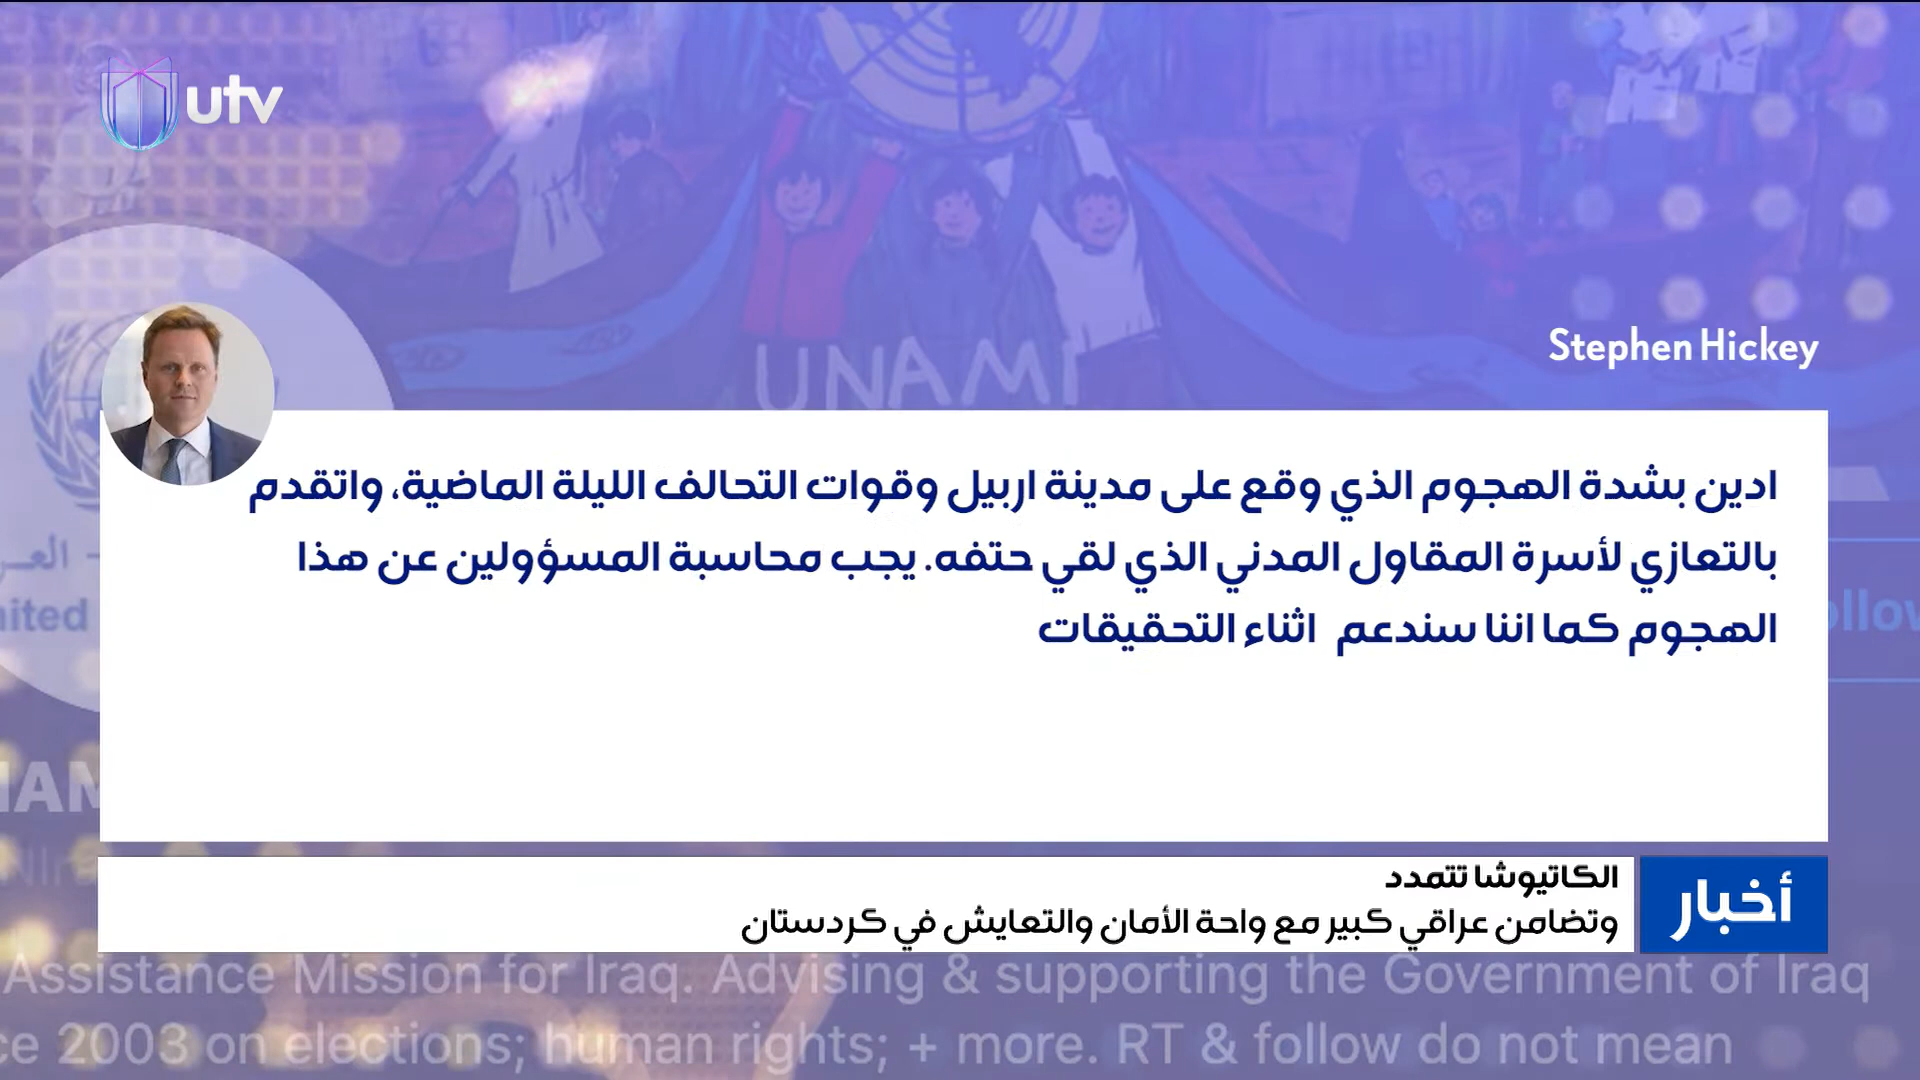 utv
UNAMI
Stephen Hickey
ادين بشدة الهجوم الذي وقع على مدينة اربيل وقوات التحالف الليلة الماضية، واتقدم
بالتعازي لأسرة المقاول المدني الذي لقي حتفه. يجب محاسبة المسؤولين عن هذا
الهجوم كما اننا سندعم اثناء التحقيقات
أخبار
الكاتيوشا تتمدد
وتضامن عراقي كبير مع واحة الأمان والتعايش في كردستان
Assistance Mission for Iraq. Advising & supporting the Government of Iraq
ce 2003 on elections; human rights; + more. RT & follow do not mean